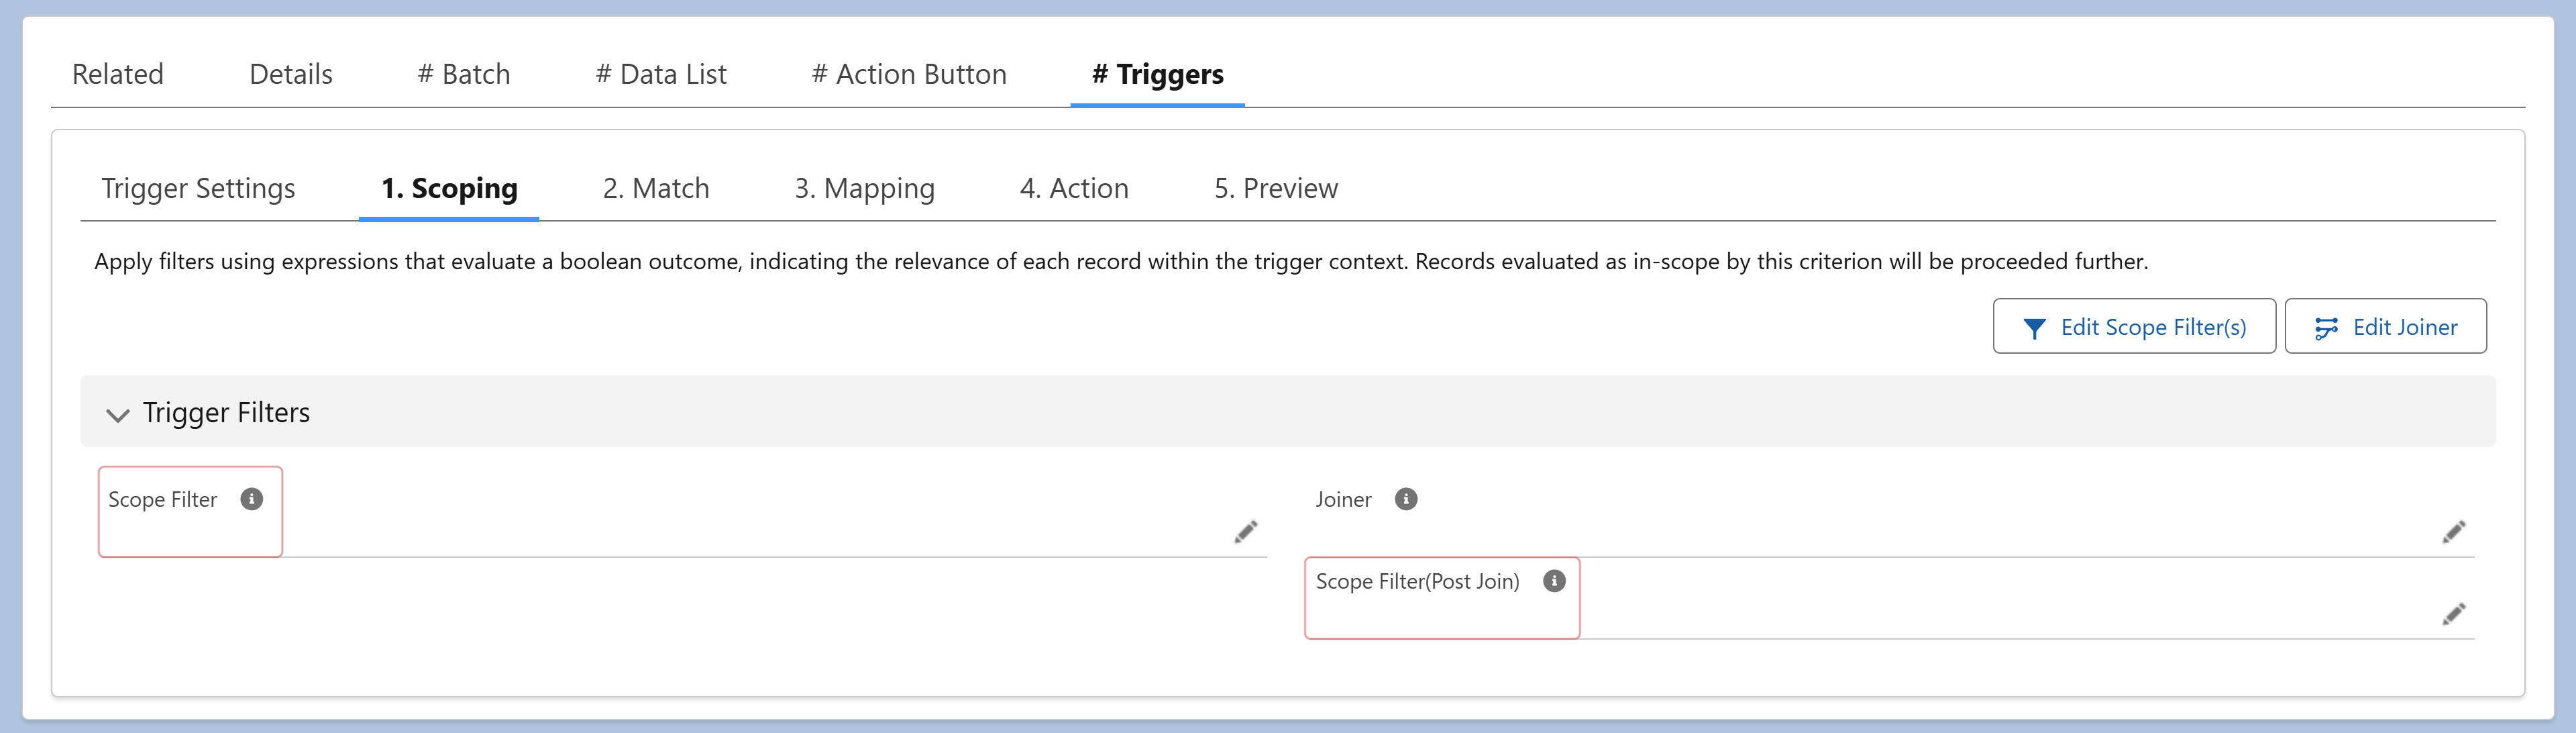 Related Details # Batch # Data List # Action Button # Triggers
Trigger Settings 1. Scoping 2. Match 3. Mapping 4. Action 5. Preview
Apply filters using expressions that evaluate a boolean outcome, indicating the relevance of each record within the trigger context. Records evaluated as in-scope by this criterion will be proceeded further.
Edit Scope Filter(s) Edit Joiner
Trigger Filters
Scope Filter Joiner
Scope Filter(Post Join)